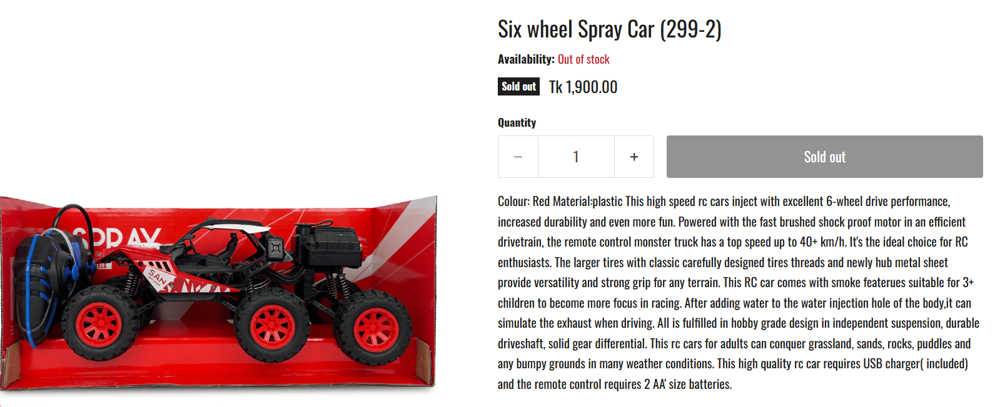 Six wheel Spray Car (299-2)
Availability: Out of stock
Sold out Tk 1,900.00
Quantity
− 1 + Sold out
Colour: Red Material:plastic This high speed rc cars inject with excellent 6-wheel drive performance,
increased durability and even more fun. Powered with the fast brushed shock proof motor in an efficient
drivetrain, the remote control monster truck has a top speed up to 40+ km/h. It's the ideal choice for RC
enthusiasts. The larger tires with classic carefully designed tires threads and newly hub metal sheet
provide versatility and strong grip for any terrain. This RC car comes with smoke featerues suitable for 3+
children to become more focus in racing. After adding water to the water injection hole of the body,it can
simulate the exhaust when driving. All is fulfilled in hobby grade design in independent suspension, durable
driveshaft, solid gear differential. This rc cars for adults can conquer grassland, sands, rocks, puddles and
any bumpy grounds in many weather conditions. This high quality rc car requires USB charger( included)
and the remote control requires 2 AA' size batteries.
SPRAY
SAN